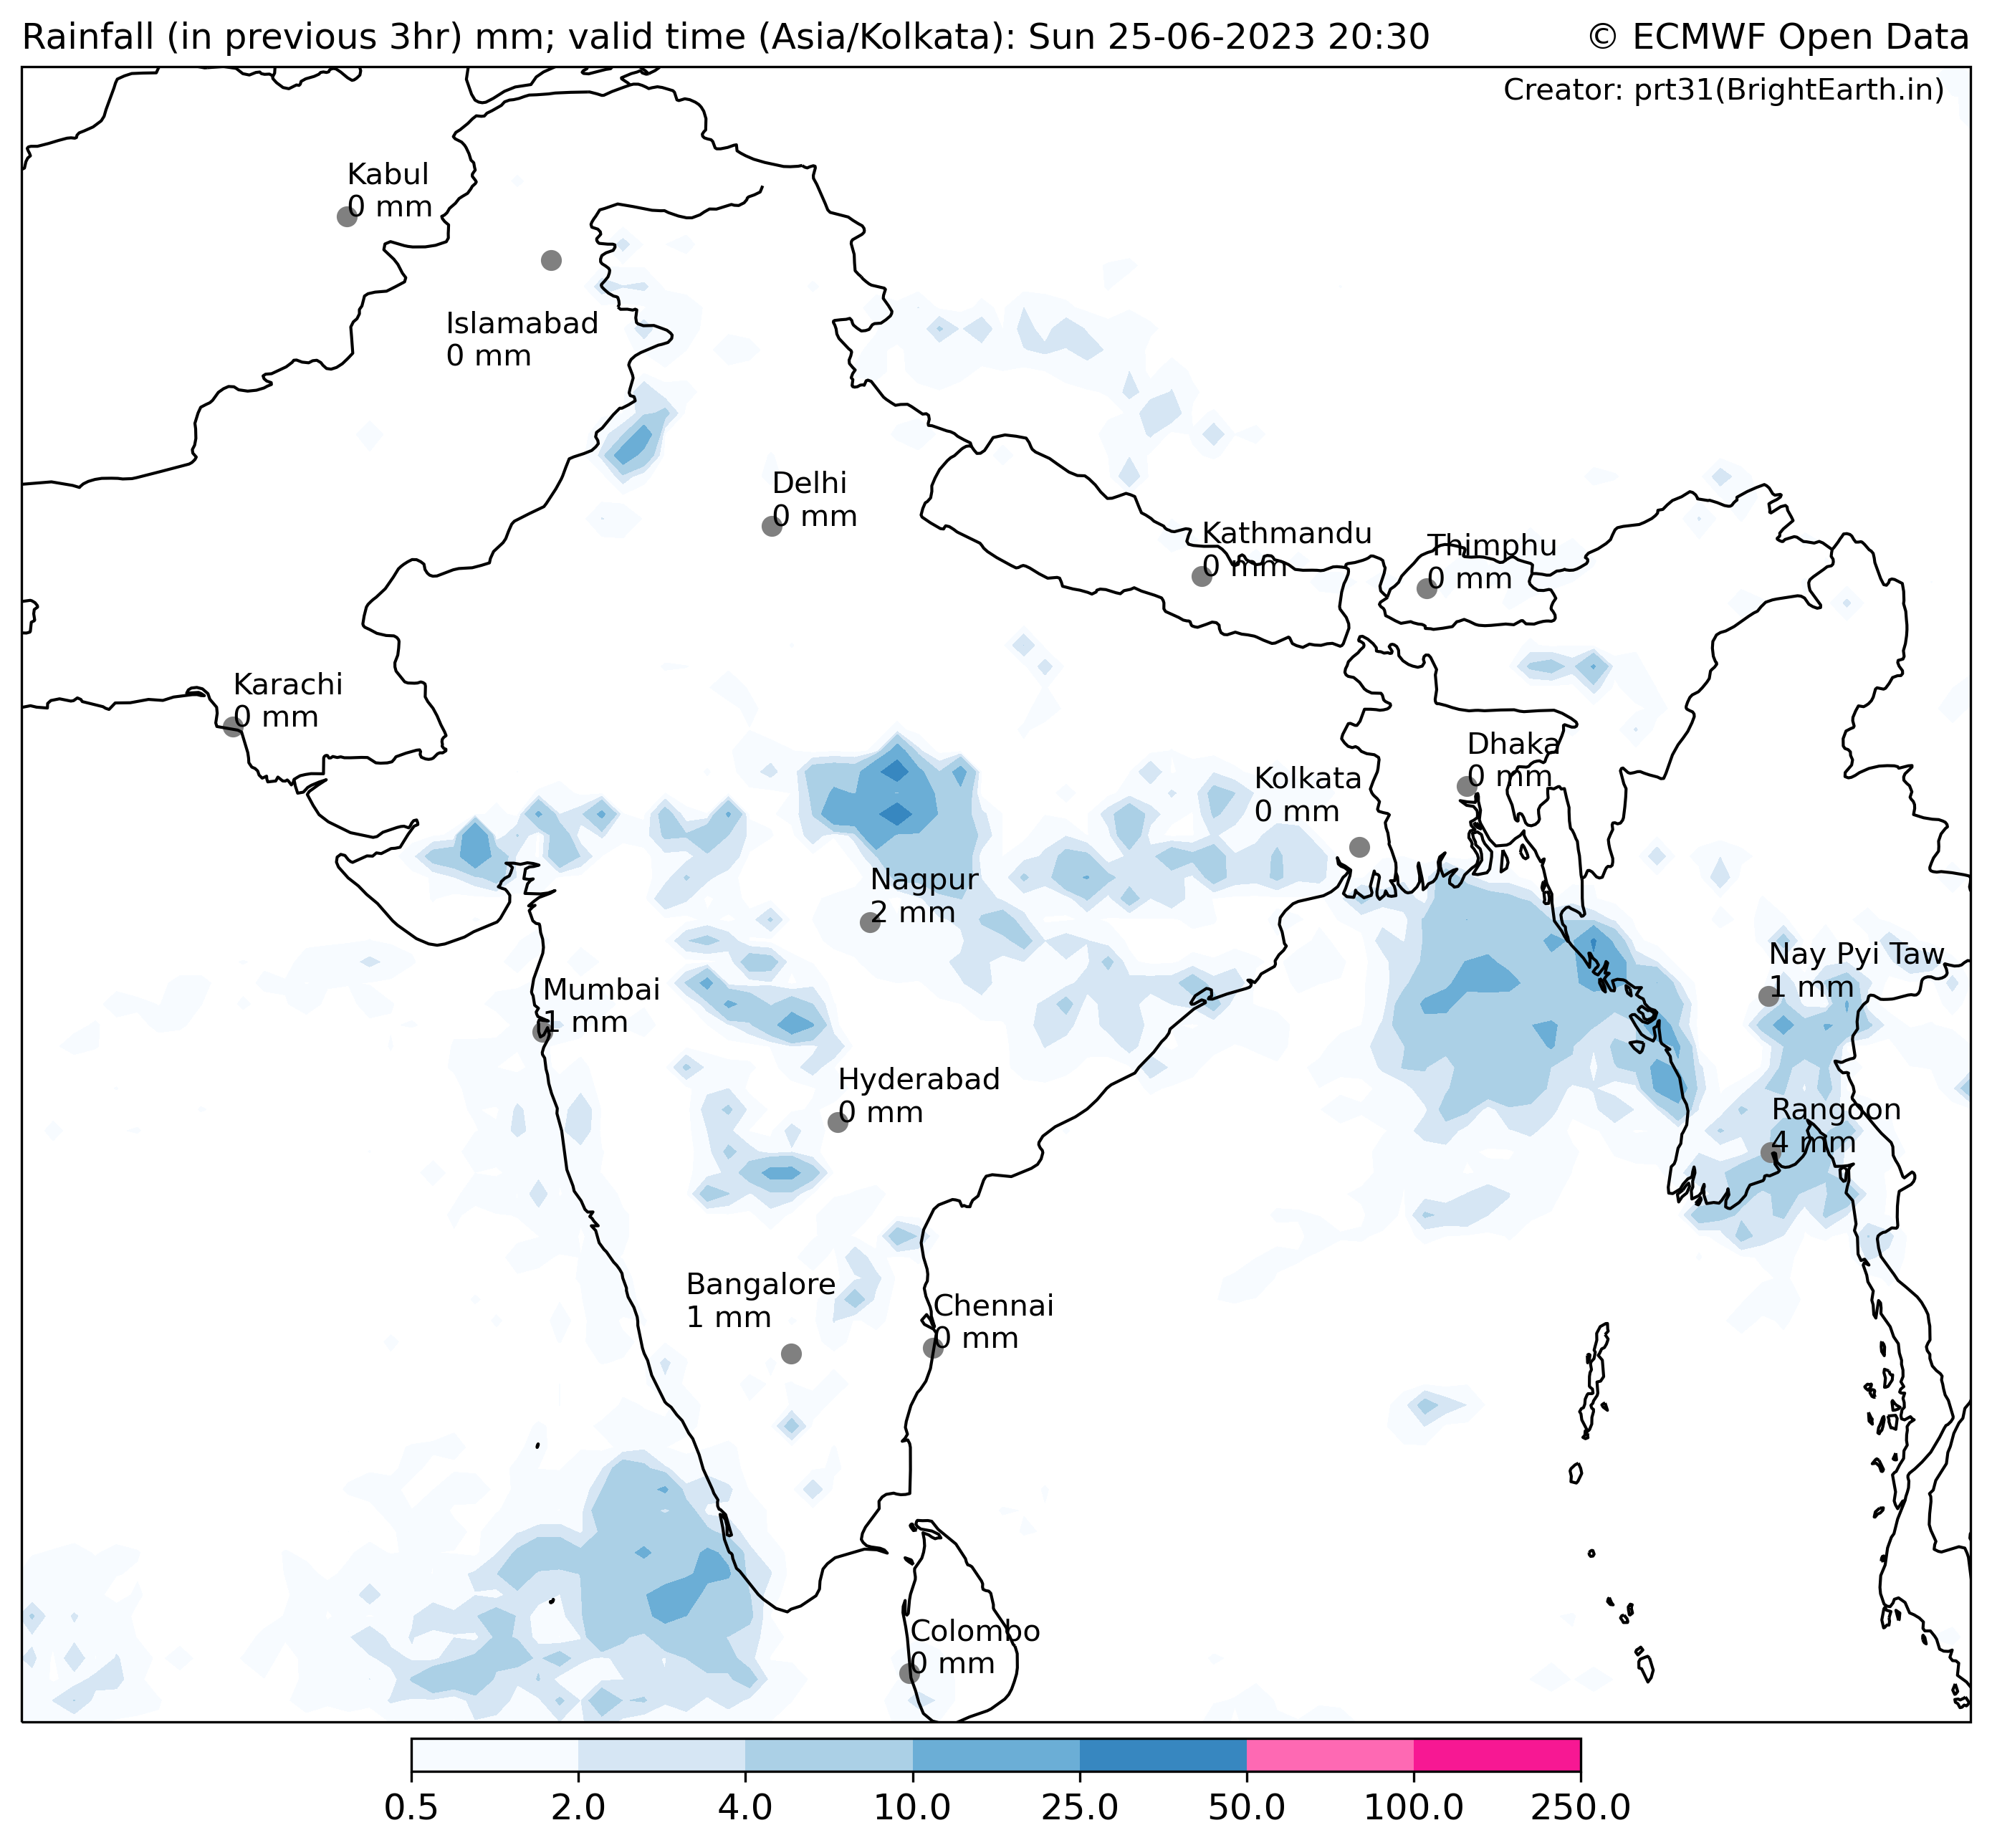 Rainfall (in previous 3hr) mm; valid time (Asia/Kolkata): Sun 25-06-2023 20:30
© ECMWF Open Data
Creator: prt31(BrightEarth.in)
Kabul
0 mm
Islamabad
0 mm
Delhi
0 mm
Kathmandu
0 mm
Thimphu
0 mm
Karachi
0 mm
Dhaka
0 mm
Kolkata
0 mm
Nagpur
2 mm
Nay Pyi Taw
1 mm
Mumbai
1 mm
Hyderabad
0 mm
Rangoon
4 mm
Bangalore
1 mm
Chennai
0 mm
Colombo
0 mm
0.5 2.0 4.0 10.0 25.0 50.0 100.0 250.0